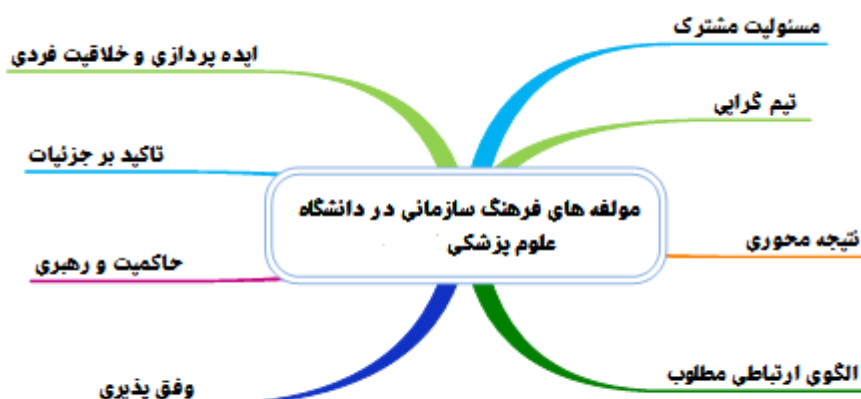 مسئولیت مشترک
ایده پردازی و خلاقیت فردی
تیم گرایی
تاکید بر جزئیات
مولفه های فرهنگ سازمانی در دانشگاه
علوم پزشکی
نتیجه محوری
حاکمیت و رهبری
الگوی ارتباطی مطلوب
وفق پذیری